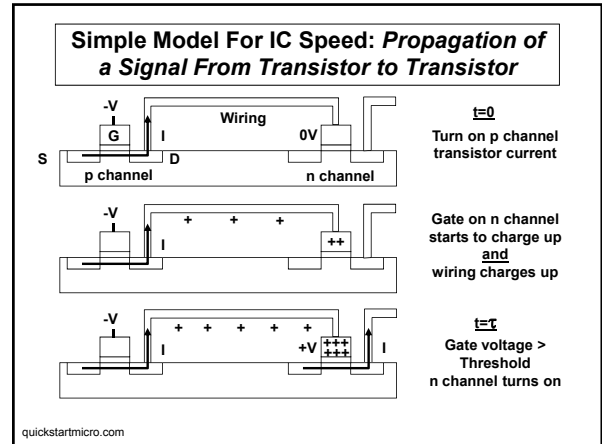 Simple Model For IC Speed: Propagation of
a Signal From Transistor to Transistor
-V
G
I
Wiring
0V
S
D
p channel
n channel
t=0
Turn on p channel
transistor current
-V
I
+ + +
++
Gate on n channel
starts to charge up
and
wiring charges up
-V
I
+ + + + +
+V
+++
+++
I
t=τ
Gate voltage >
Threshold
n channel turns on
quickstartmicro.com